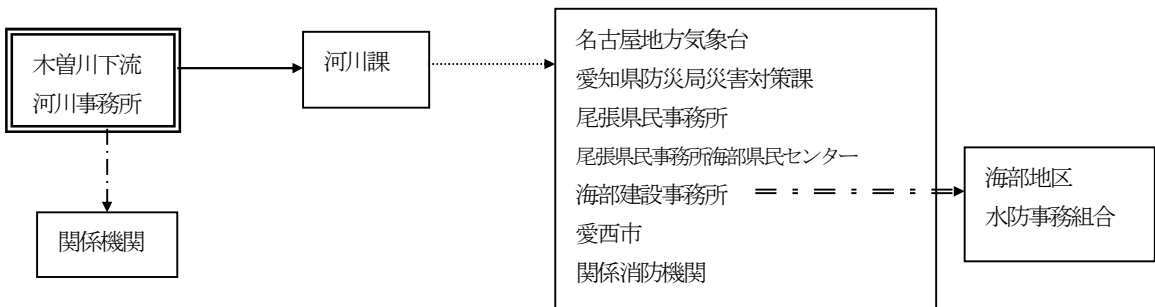 木曽川下流
河川事務所
河川課
関係機関
名古屋地方気象台
愛知県防災局災害対策課
尾張県民事務所
尾張県民事務所海部県民センター
海部建設事務所
愛西市
関係消防機関
海部地区
水防事務組合